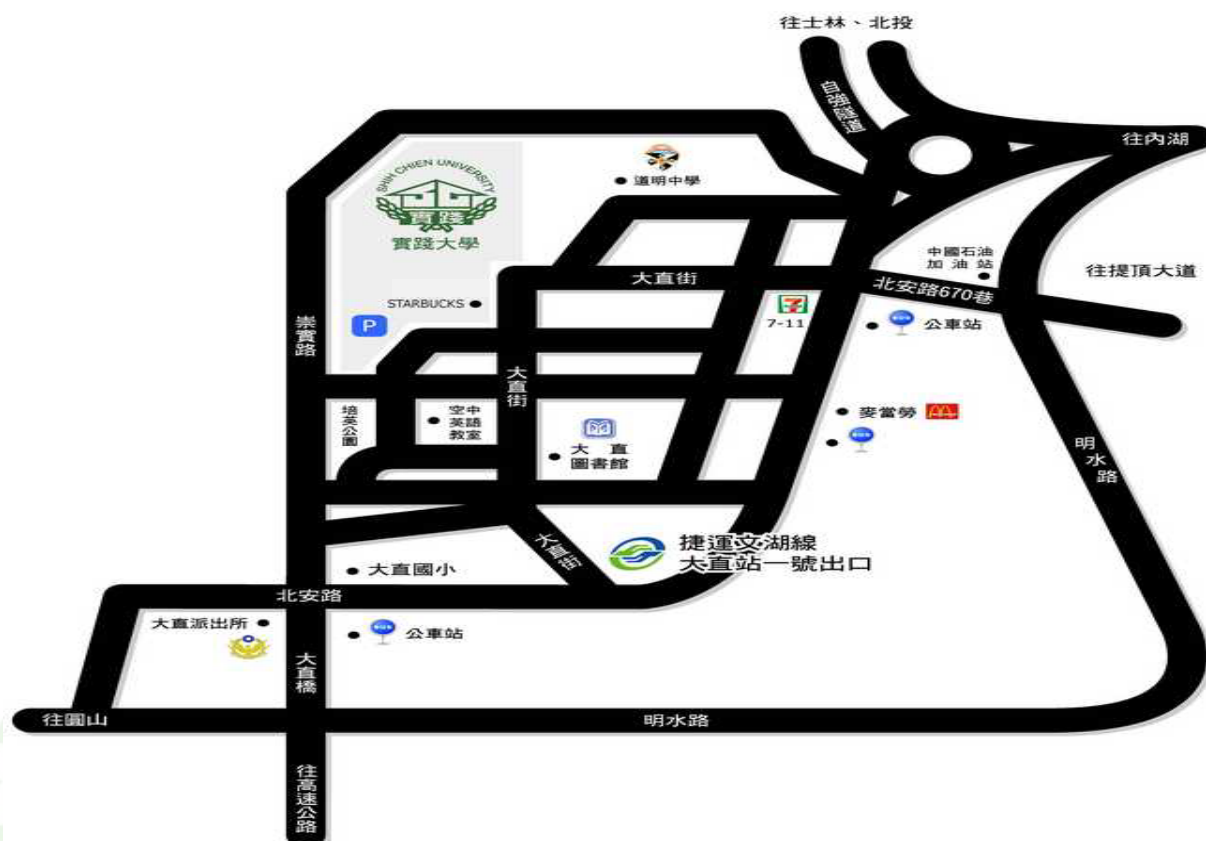 往士林、北投
自強隧道
往內湖
SHIH CHIEN UNIVERSITY
實踐
實踐大學
道明中學
中國石油
加油站
往提頂大道
大直街
北安路670巷
STARBUCKS
P
7
7-11
公車站
崇實路
大直街
培英公園
空中
英語
教室
大直
圖書館
麥當勞
明水路
大直街
捷運文湖線
大直站一號出口
大直國小
北安路
大直派出所
公車站
大直橋
往圓山
明水路
往高速公路